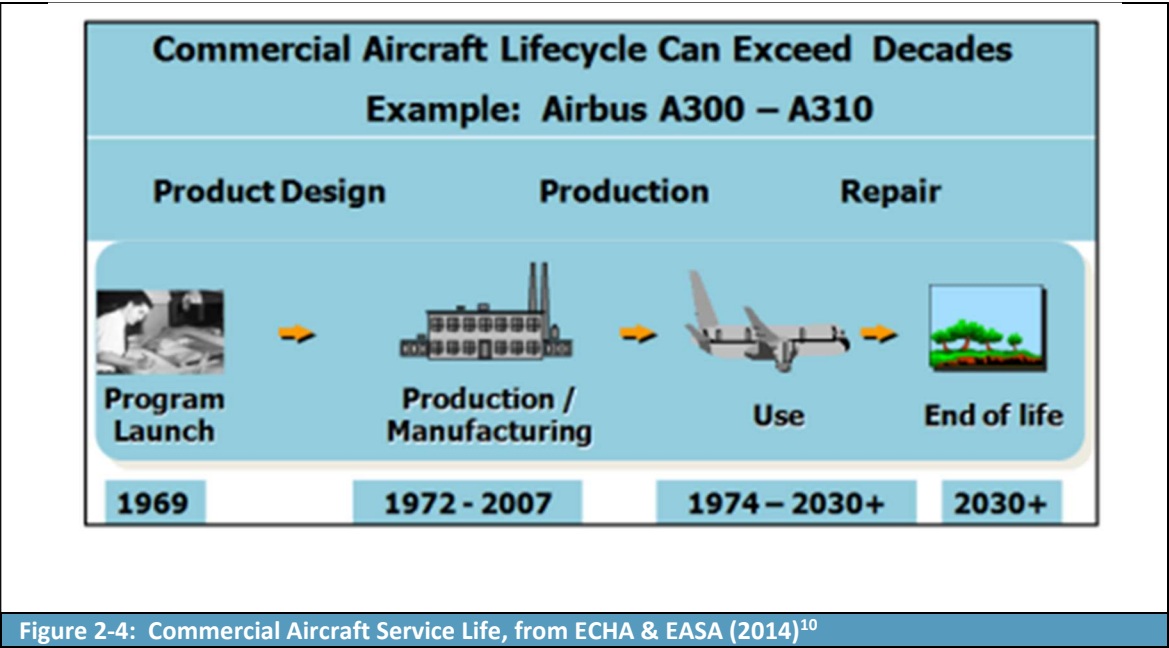 Commercial Aircraft Lifecycle Can Exceed Decades
Example: Airbus A300 – A310
Product Design Production Repair
Program Launch
Production / Manufacturing
Use
End of life
1969 1972 - 2007 1974 – 2030+ 2030+
Figure 2-4: Commercial Aircraft Service Life, from ECHA & EASA (2014)10